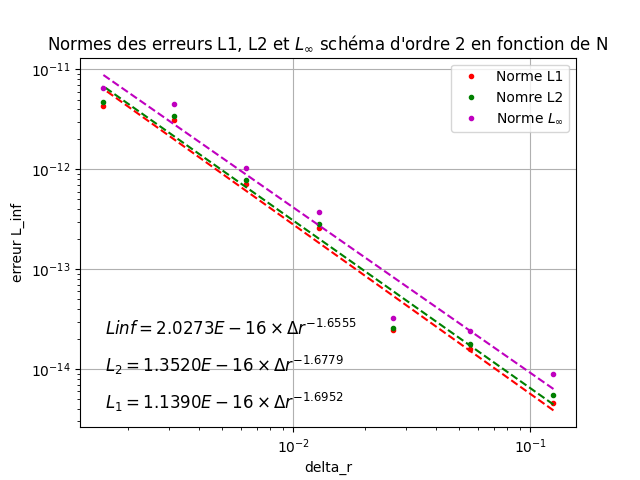 Normes des erreurs L1, L2 et L∞ schéma d'ordre 2 en fonction de N
Norme L1
Nomre L2
Norme L∞
erreur L_inf
10⁻¹¹
10⁻¹²
10⁻¹³
10⁻¹⁴
Linf = 2.0273E − 16 × Δr⁻¹·⁶⁵⁵⁵
L₂ = 1.3520E − 16 × Δr⁻¹·⁶⁷⁷⁹
L₁ = 1.1390E − 16 × Δr⁻¹·⁶⁹⁵²
10⁻² 10⁻¹
delta_r